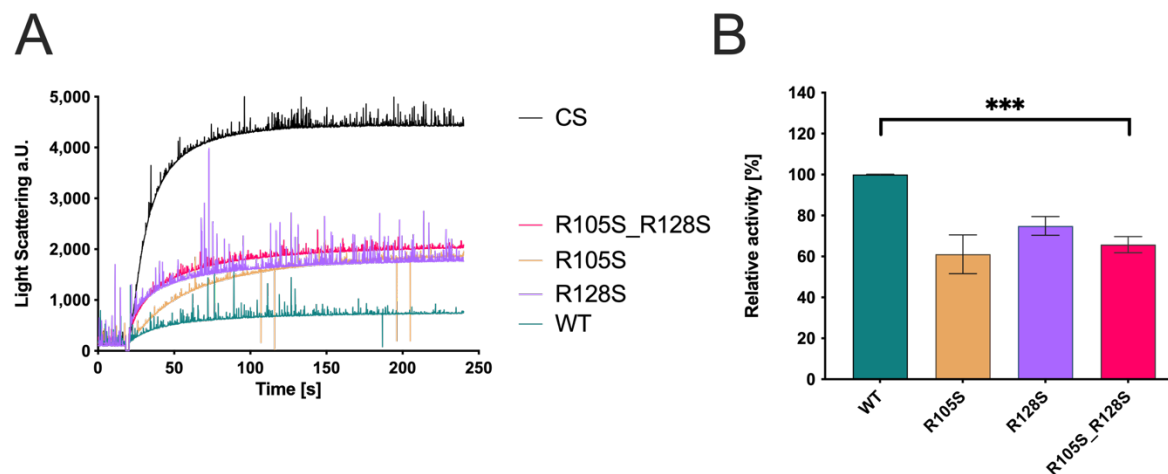 A
Light Scattering a.U.
5,000
4,000
3,000
2,000
1,000
0
0 50 100 150 200 250
Time [s]
CS
R105S_R128S
R105S
R128S
WT
B
Relative activity [%]
140
120
100
80
60
40
20
0
***
WT
R105S
R128S
R105S_R128S